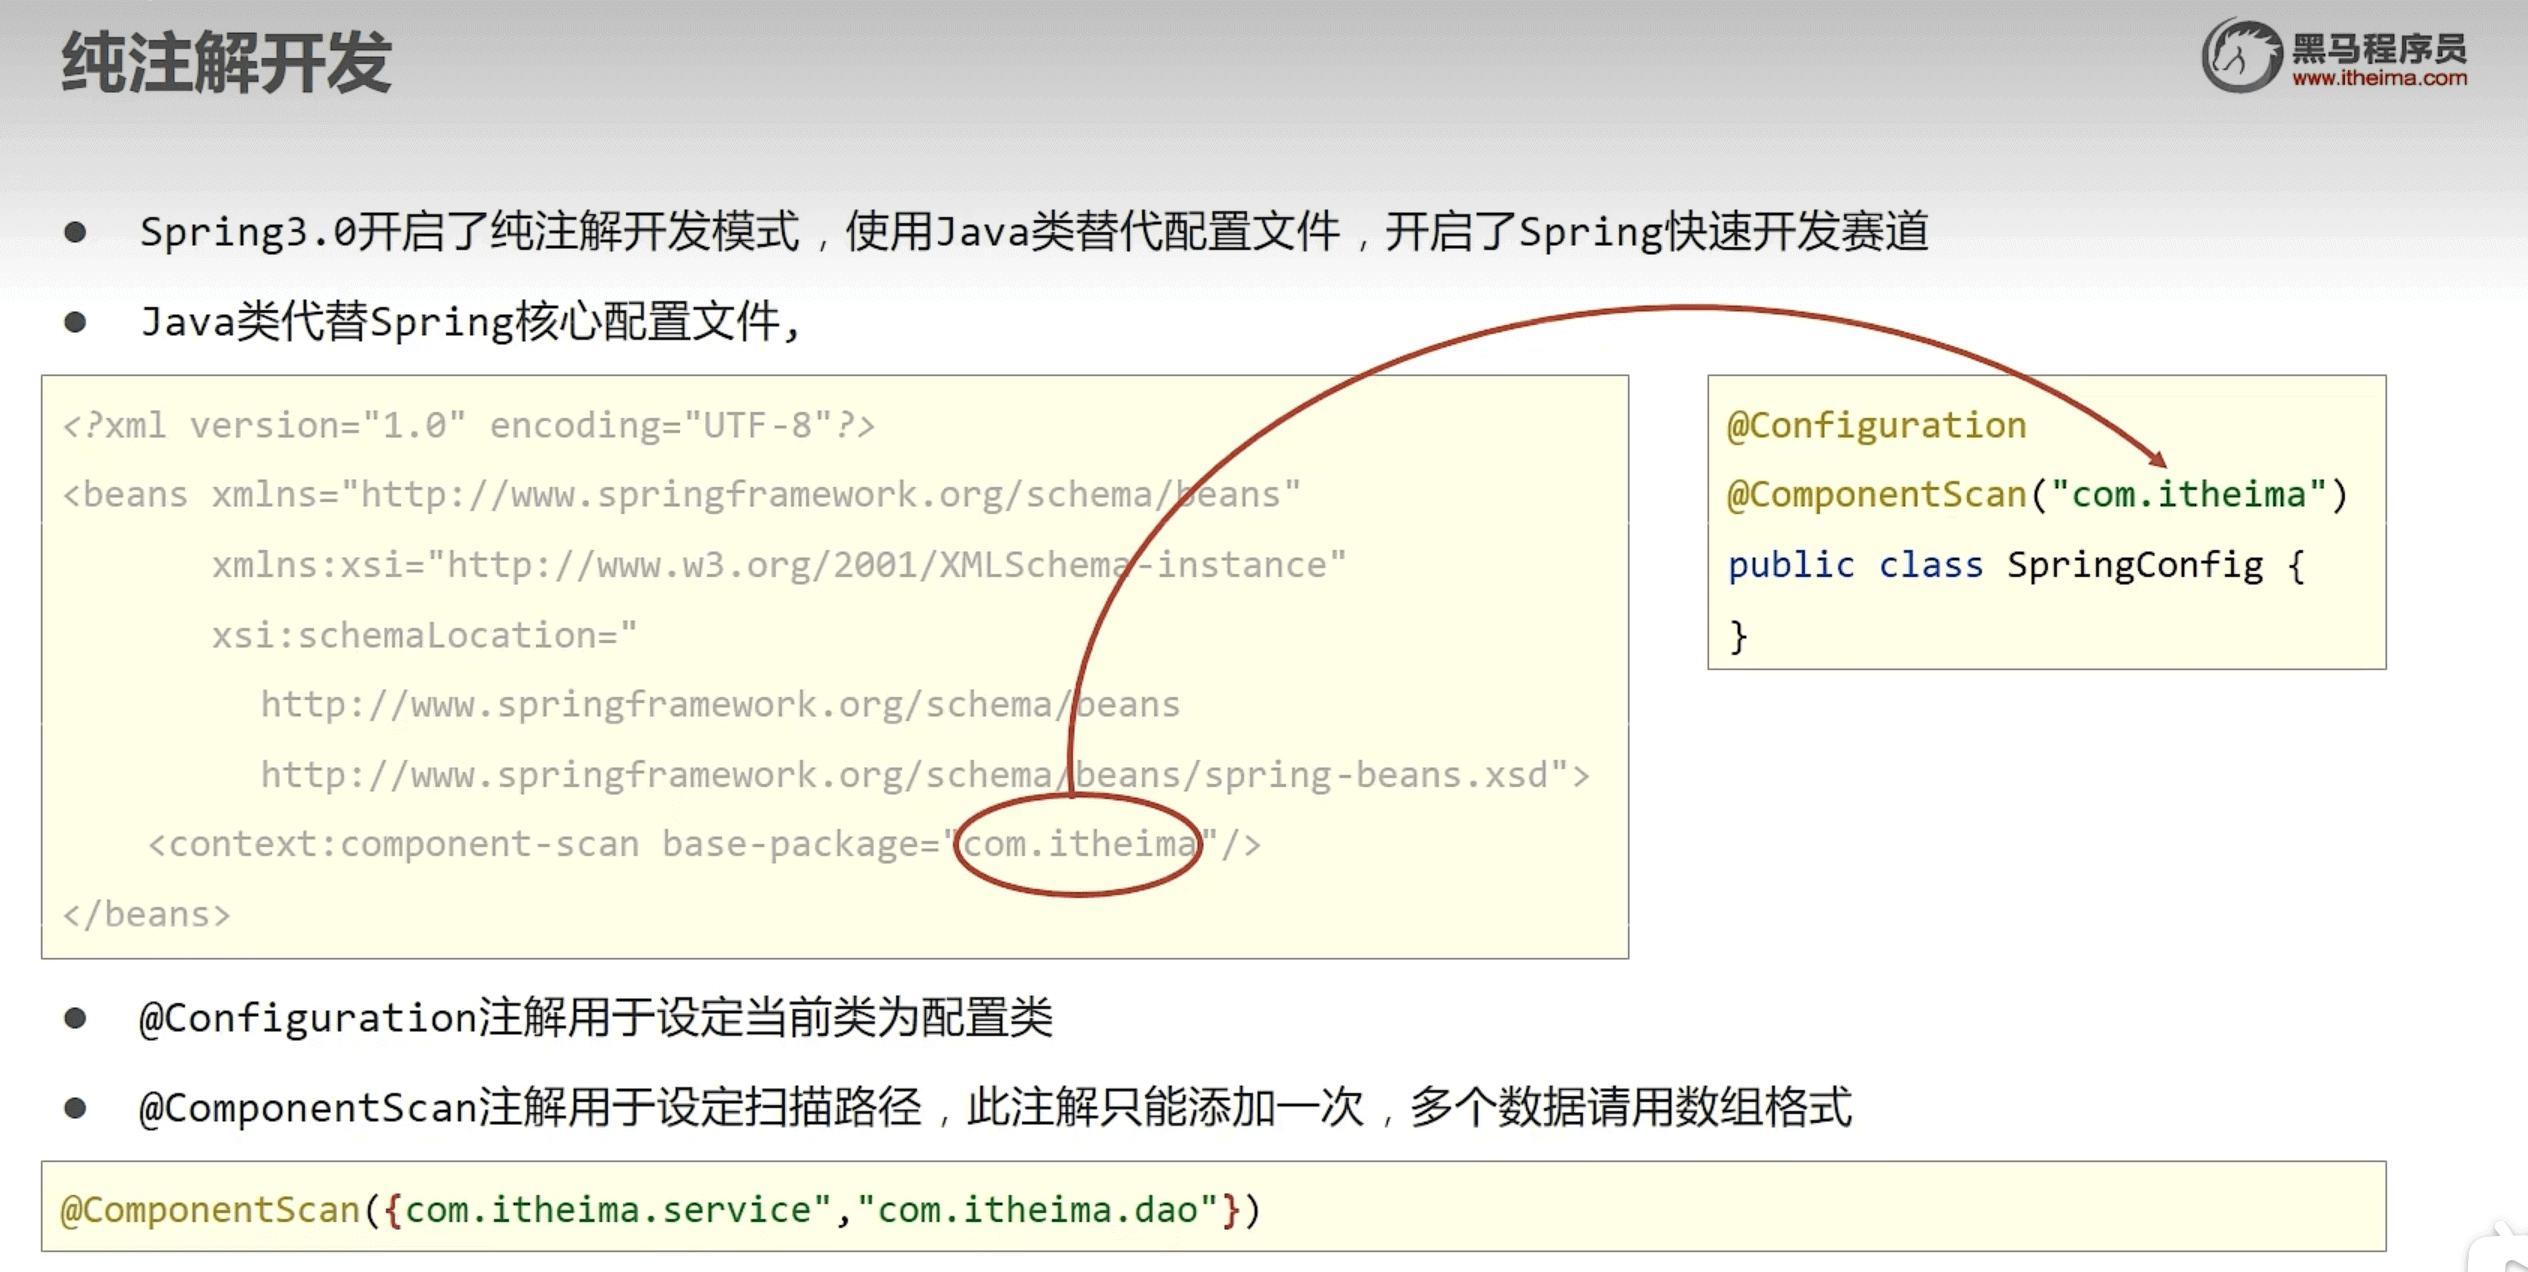 纯注解开发
黑马程序员
www.itheima.com
● Spring3.0开启了纯注解开发模式，使用Java类替代配置文件，开启了Spring快速开发赛道
● Java类代替Spring核心配置文件,
<?xml version="1.0" encoding="UTF-8"?>
<beans xmlns="http://www.springframework.org/schema/beans"
xmlns:xsi="http://www.w3.org/2001/XMLSchema-instance"
xsi:schemaLocation="
http://www.springframework.org/schema/beans
http://www.springframework.org/schema/beans/spring-beans.xsd">
<context:component-scan base-package="com.itheima"/>
</beans>
@Configuration
@ComponentScan("com.itheima")
public class SpringConfig {
}
● @Configuration注解用于设定当前类为配置类
● @ComponentScan注解用于设定扫描路径，此注解只能添加一次，多个数据请用数组格式
@ComponentScan({com.itheima.service","com.itheima.dao"})